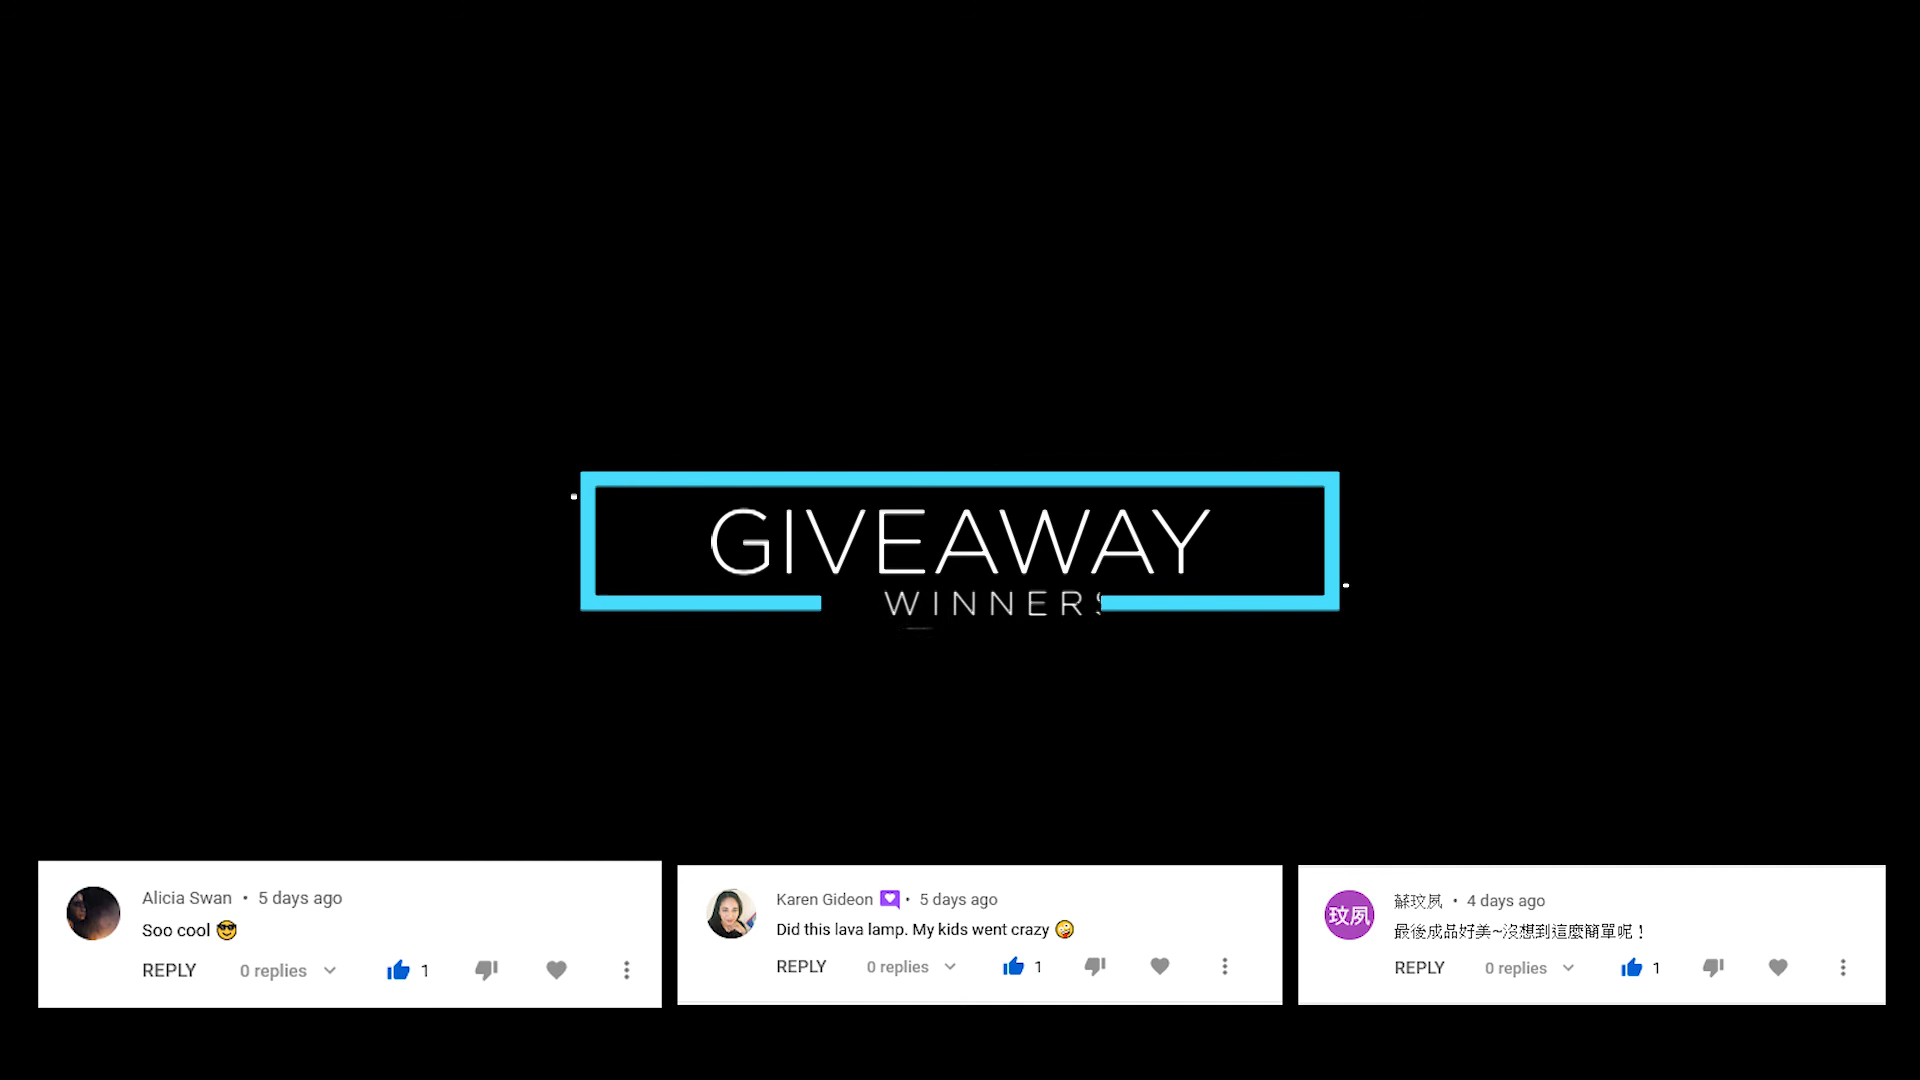 GIVEAWAY
WINNERS
Alicia Swan • 5 days ago
Soo cool 😎
REPLY 0 replies 1
Karen Gideon • 5 days ago
Did this lava lamp. My kids went crazy 🤪
REPLY 0 replies 1
玟夙
蘇玟夙 • 4 days ago
最後成品好美~沒想到這麼簡單呢！
REPLY 0 replies 1